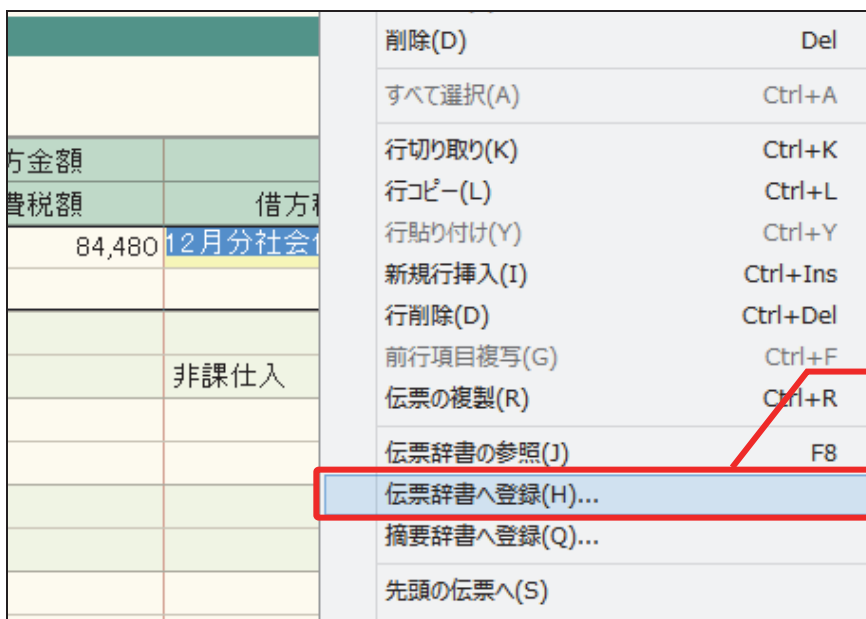 削除(D) Del
すべて選択(A) Ctrl+A
方金額
行切り取り(K) Ctrl+K
費税額 借方
行コピー(L) Ctrl+L
84,480 12月分社会
行貼り付け(Y) Ctrl+Y
新規行挿入(I) Ctrl+Ins
行削除(D) Ctrl+Del
前行項目複写(G) Ctrl+F
非課仕入
伝票の複製(R) Ctrl+R
伝票辞書の参照(J) F8
伝票辞書へ登録(H)...
摘要辞書へ登録(Q)...
先頭の伝票へ(S)